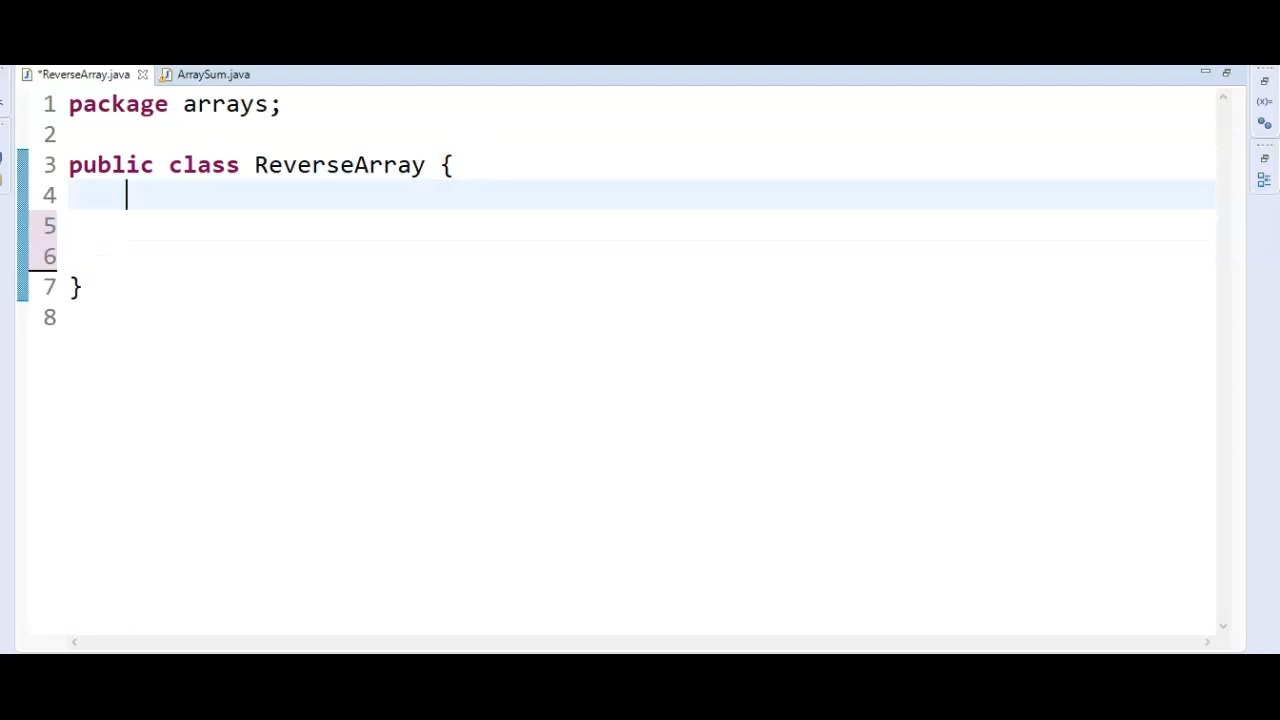 *ReverseArray.java ArraySum.java
1 package arrays;
2
3 public class ReverseArray {
4
5
6
7 }
8
(x)=